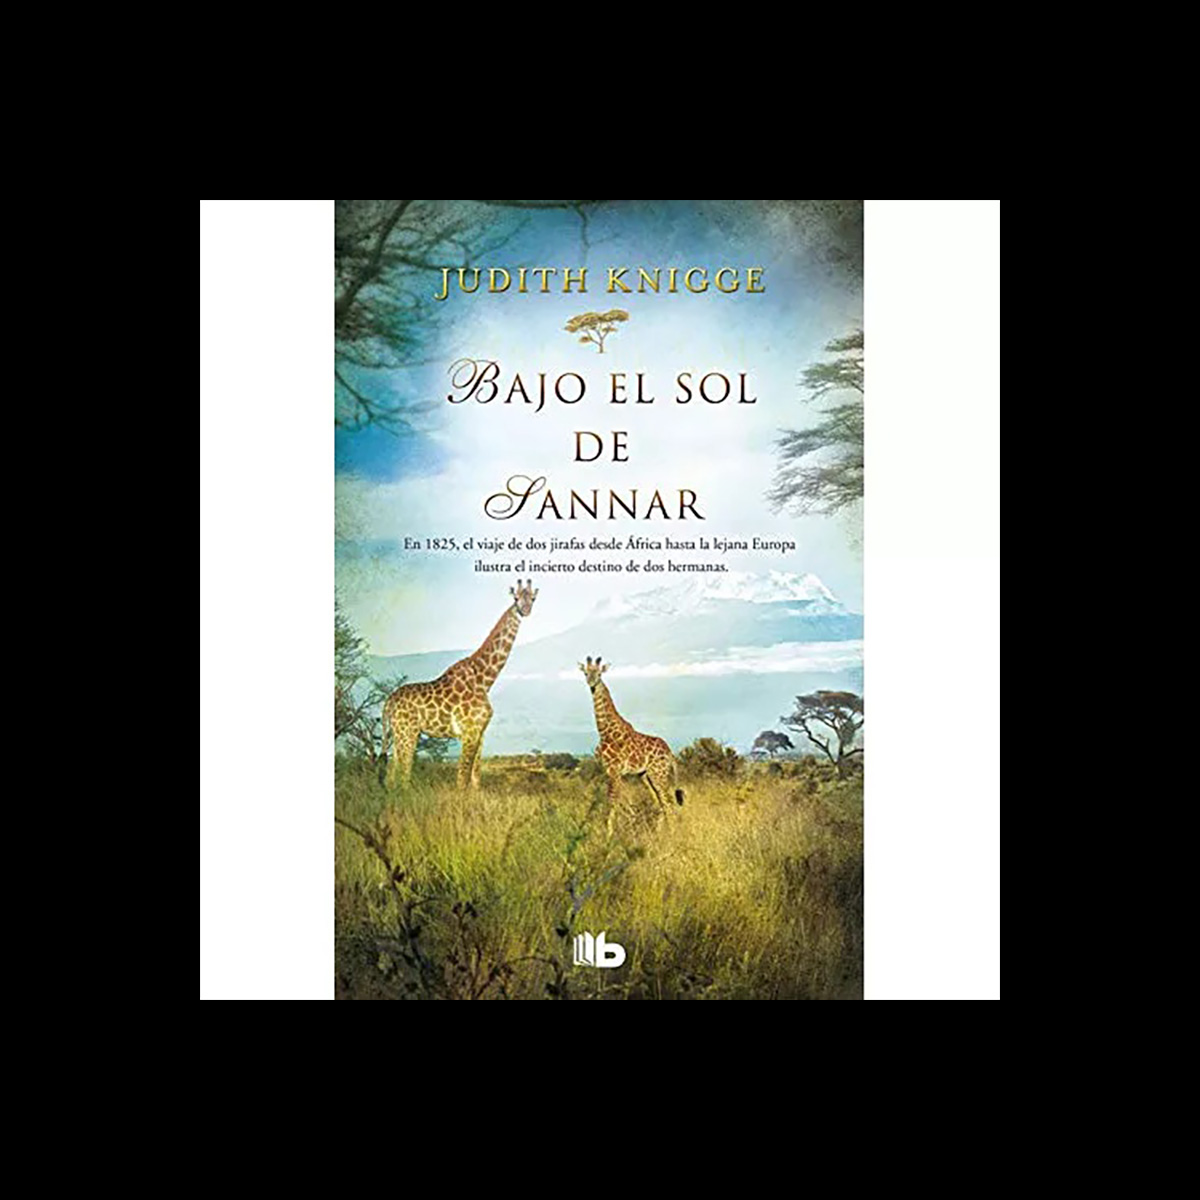 JUDITH KNIGGE
BAJO EL SOL
DE
SANNAR
En 1825, el viaje de dos jirafas desde África hasta la lejana Europa
ilustra el incierto destino de dos hermanas.
b